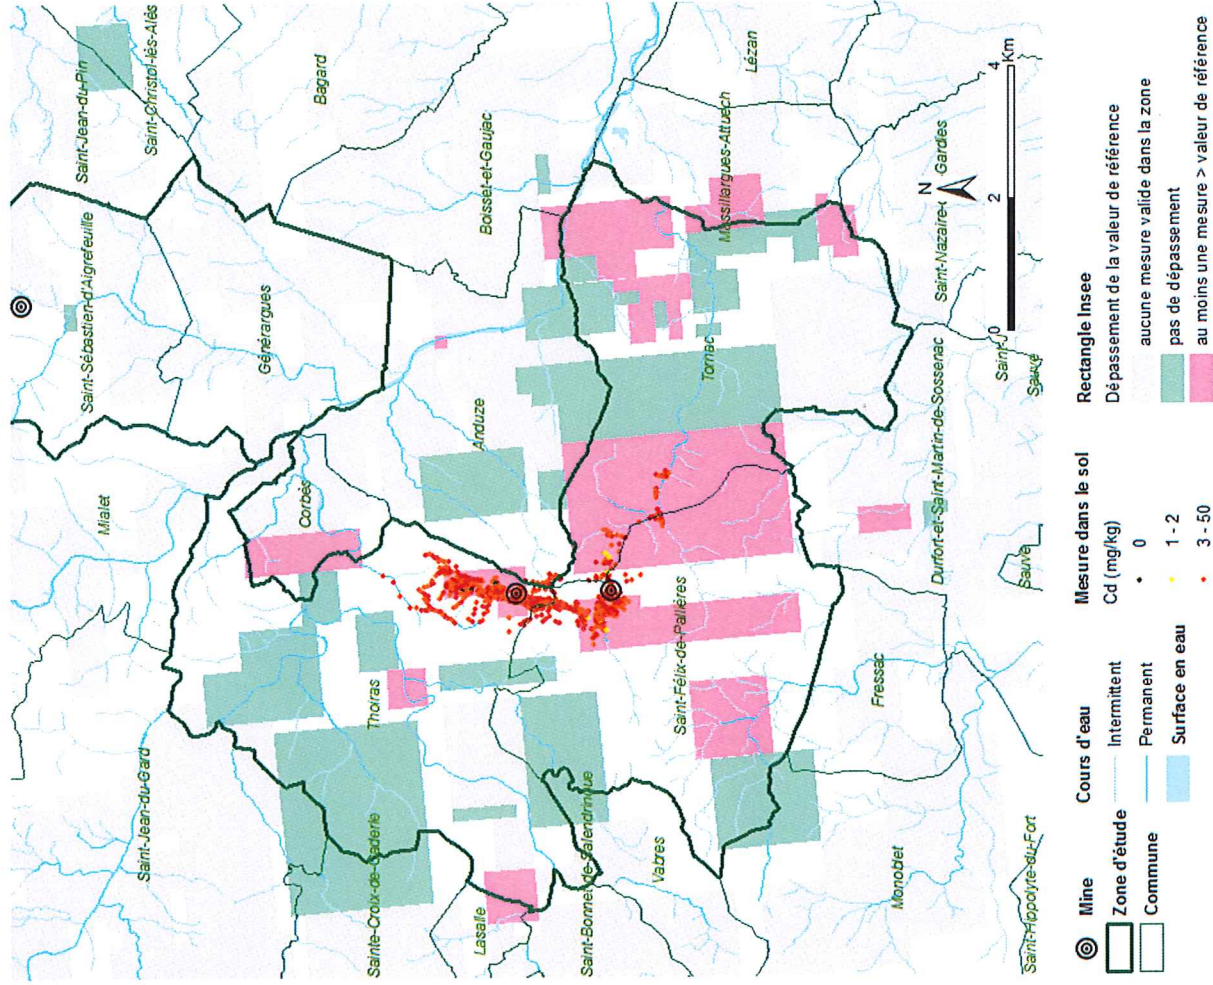 Saint-Jean-du-Gard
Mialet
Saint-Sébastien-d'Aigrefeuille
Saint-Jean-du-Pin
Saint-Christol-lès-Alès
Générargues
Bagard
Corbès
Sainte-Croix-de-Caderle
Thoiras
Anduze
Boisset-et-Gaujac
Lasalle
Saint-Bonnet-de-Salendrinque
Vabres
Saint-Félix-de-Pallières
Tornac
Massillargues-Attuech
Lézan
Monoblet
Fressac
Durfort-et-Saint-Martin-de-Sossenac
Saint-Nazaire-
Gardies
Saint-Hippolyte-du-Fort
Sauve
Saint-J
Sauve
N
0 2 4 Km
Mine
Zone d'étude
Commune
Cours d'eau
Intermittent
Permanent
Surface en eau
Mesure dans le sol
Cd (mg/kg)
0
1 - 2
3 - 50
Rectangle Insee
Dépassement de la valeur de référence
aucune mesure valide dans la zone
pas de dépassement
au moins une mesure > valeur de référence